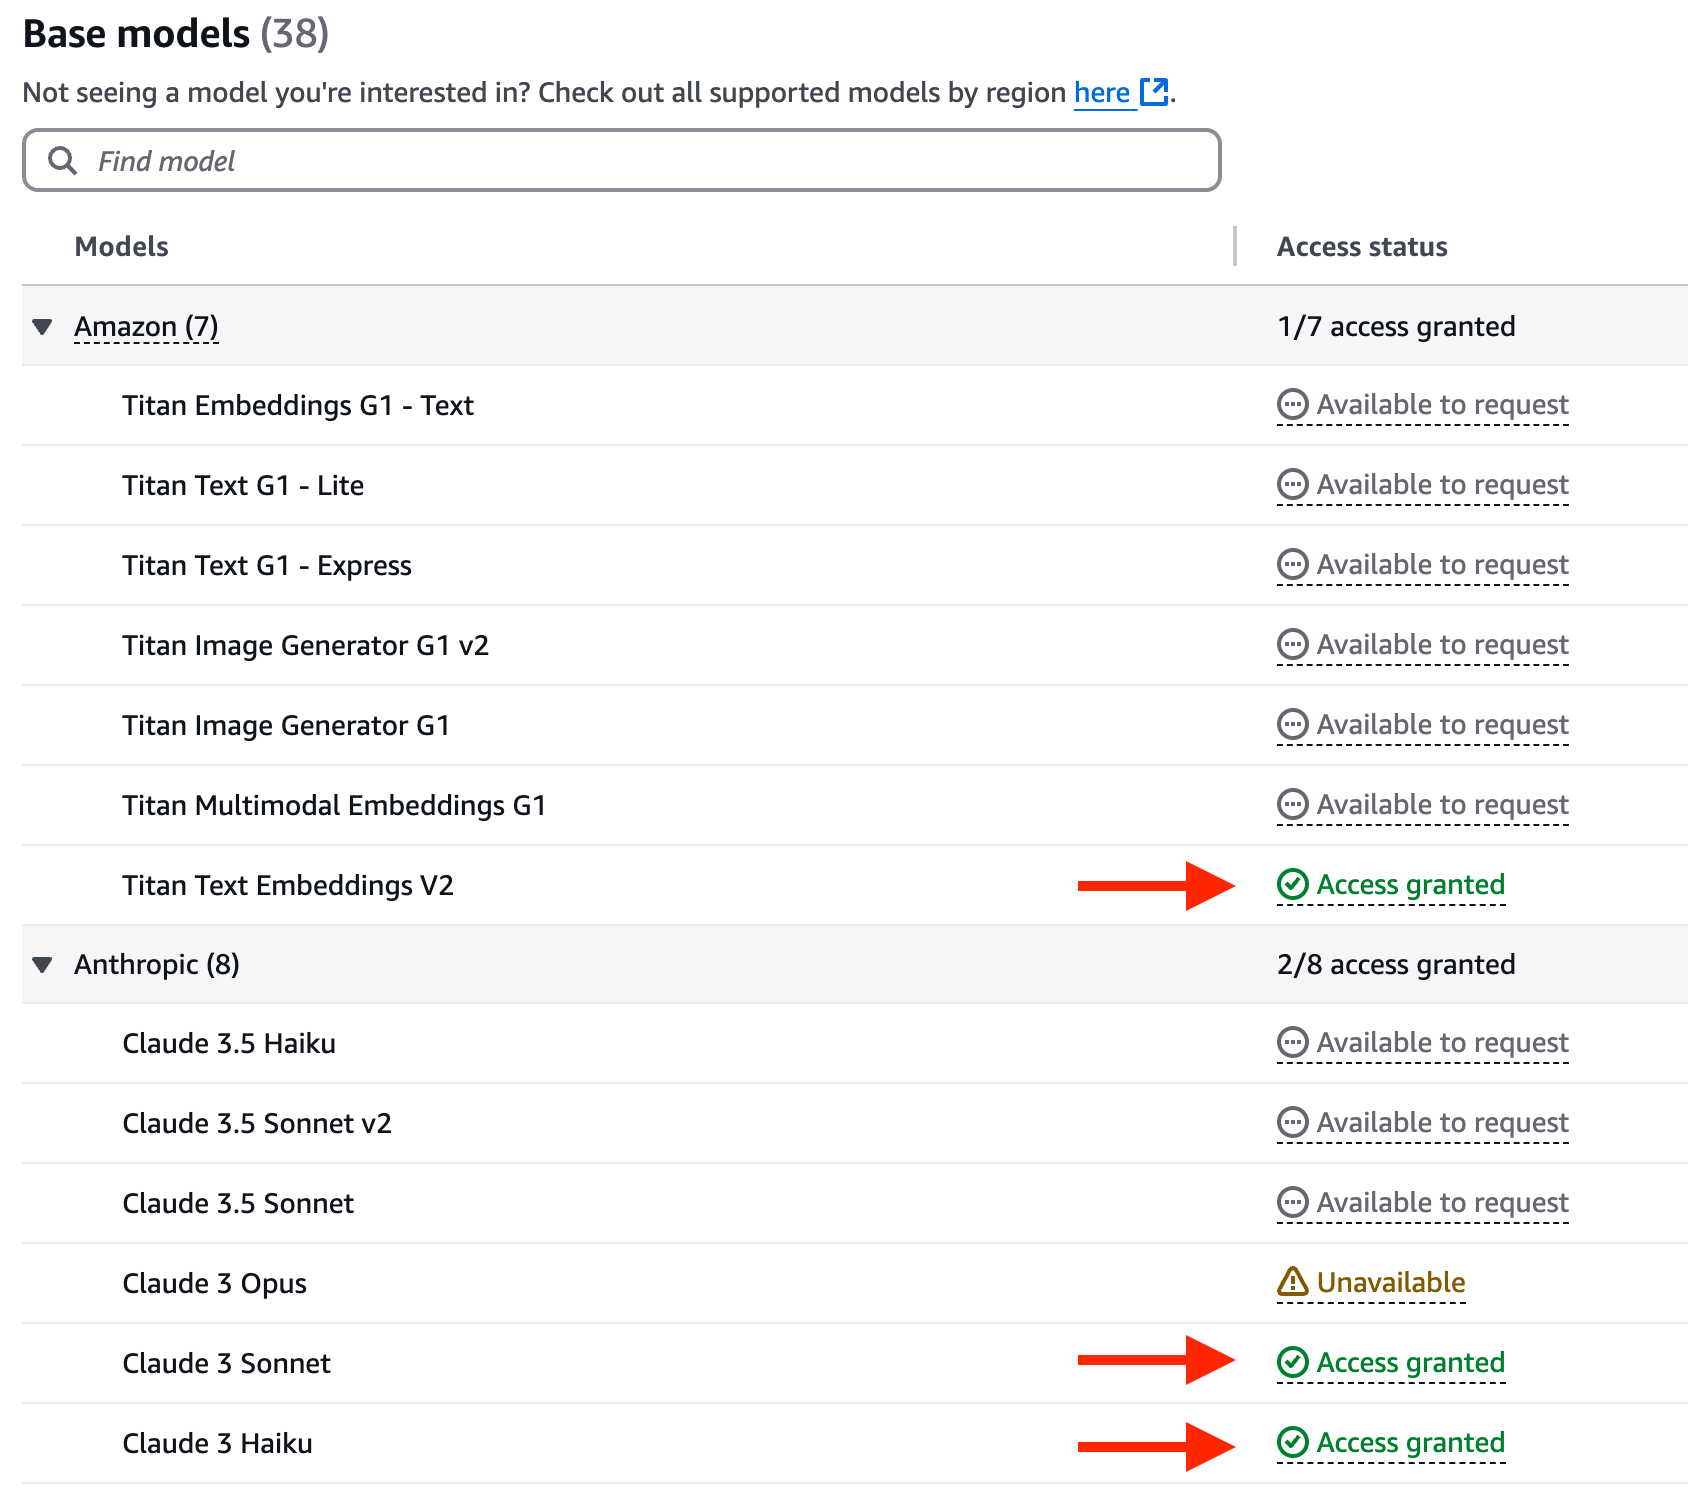 Base models (38)
Not seeing a model you're interested in? Check out all supported models by region here.
Find model
Models Access status
Amazon (7) 1/7 access granted
Titan Embeddings G1 - Text Available to request
Titan Text G1 - Lite Available to request
Titan Text G1 - Express Available to request
Titan Image Generator G1 v2 Available to request
Titan Image Generator G1 Available to request
Titan Multimodal Embeddings G1 Available to request
Titan Text Embeddings V2 Access granted
Anthropic (8) 2/8 access granted
Claude 3.5 Haiku Available to request
Claude 3.5 Sonnet v2 Available to request
Claude 3.5 Sonnet Available to request
Claude 3 Opus Unavailable
Claude 3 Sonnet Access granted
Claude 3 Haiku Access granted